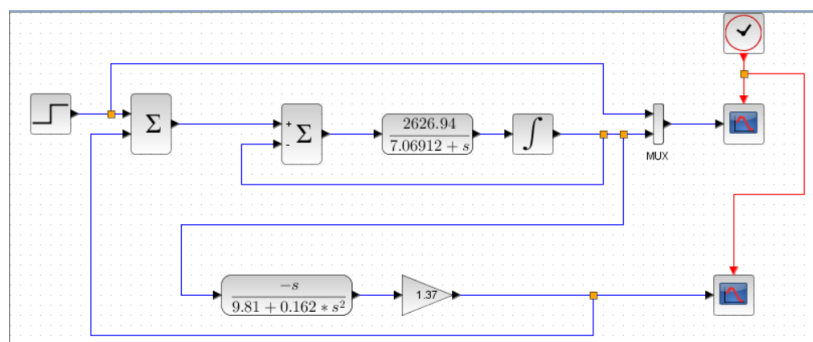 Σ
+
-
Σ
2626.94
7.06912 + s
∫
MUX
-s
9.81 + 0.162 * s²
1.37